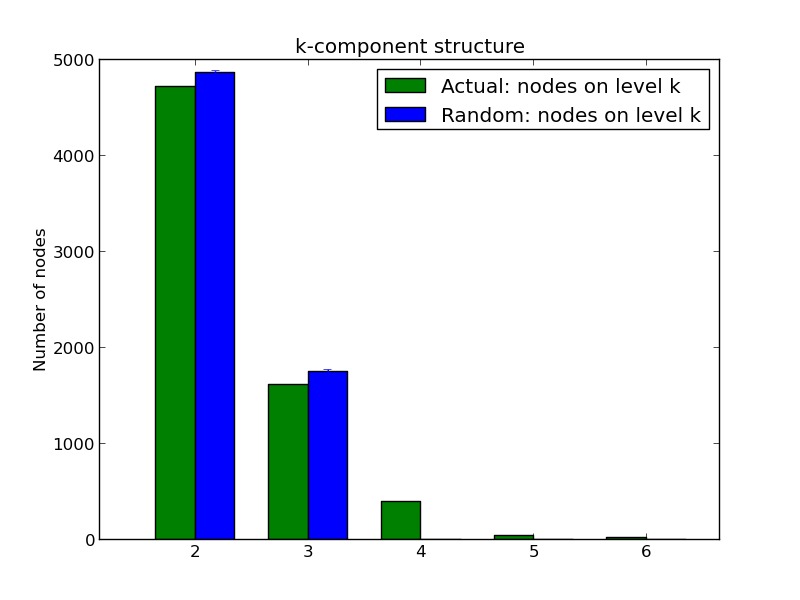 k-component structure
Actual: nodes on level k
Random: nodes on level k
Number of nodes
5000
4000
3000
2000
1000
0
2 3 4 5 6